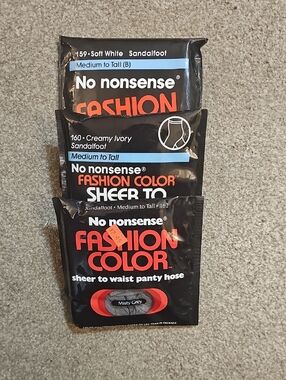 159 · Soft White Sandalfoot
Medium to Tall (B)
No nonsense®
FASHION
160 · Creamy Ivory
Sandalfoot
Medium to Tall
No nonsense®
FASHION COLOR
SHEER TO
Sandalfoot · Medium to Tall
No nonsense®
FASHION
COLOR
sheer to waist panty hose
Misty Grey